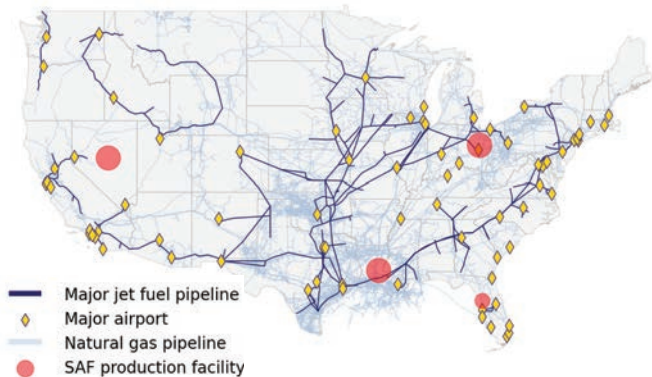 Major jet fuel pipeline
Major airport
Natural gas pipeline
SAF production facility